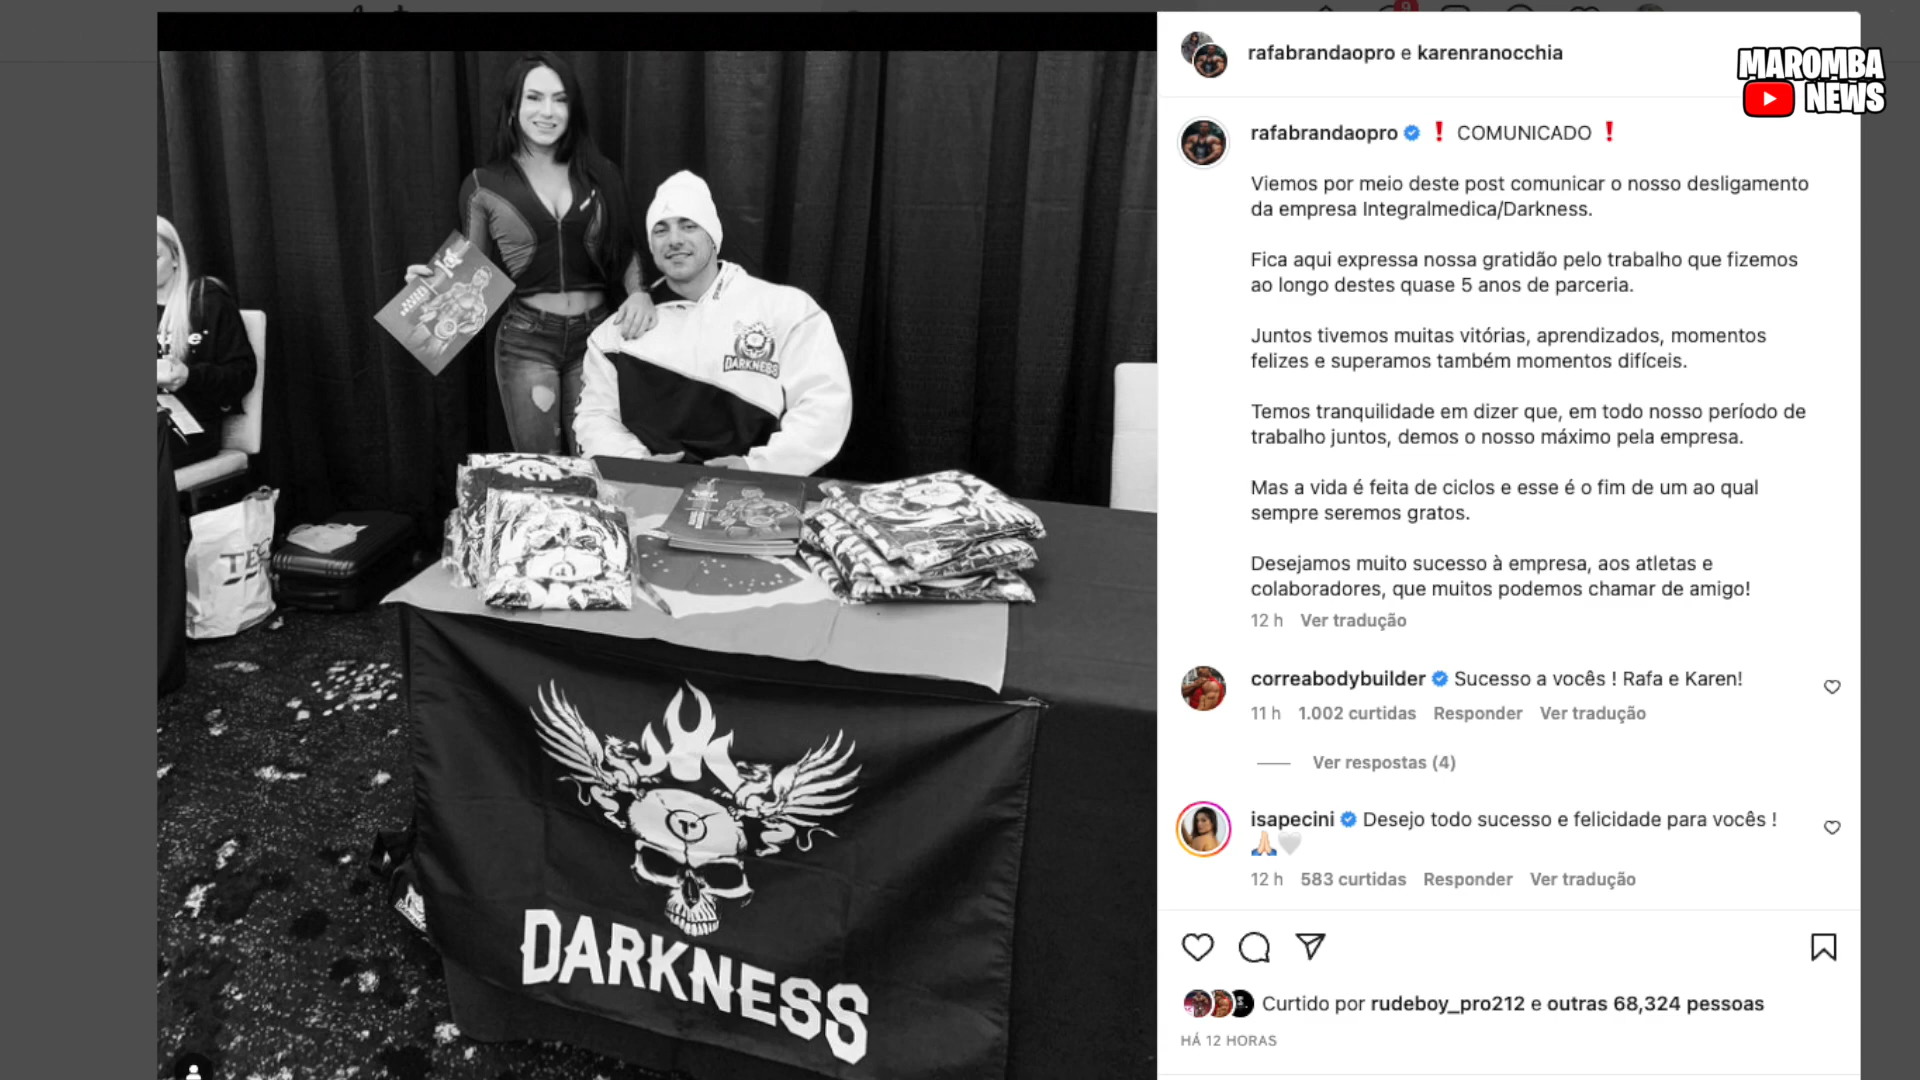 9
rafabrandaopro e karenranocchia
MAROMBA
NEWS
rafabrandaopro ❗ COMUNICADO ❗
Viemos por meio deste post comunicar o nosso desligamento
da empresa Integralmedica/Darkness.
Fica aqui expressa nossa gratidão pelo trabalho que fizemos
ao longo destes quase 5 anos de parceria.
Juntos tivemos muitas vitórias, aprendizados, momentos
felizes e superamos também momentos difíceis.
Temos tranquilidade em dizer que, em todo nosso período de
trabalho juntos, demos o nosso máximo pela empresa.
Mas a vida é feita de ciclos e esse é o fim de um ao qual
sempre seremos gratos.
Desejamos muito sucesso à empresa, aos atletas e
colaboradores, que muitos podemos chamar de amigo!
12 h Ver tradução
correabodybuilder Sucesso a vocês ! Rafa e Karen!
11 h 1.002 curtidas Responder Ver tradução
Ver respostas (4)
isapecini Desejo todo sucesso e felicidade para vocês !
🙏🏻🤍
12 h 583 curtidas Responder Ver tradução
Curtido por rudeboy_pro212 e outras 68,324 pessoas
HÁ 12 HORAS
DARKNESS
DARKNESS